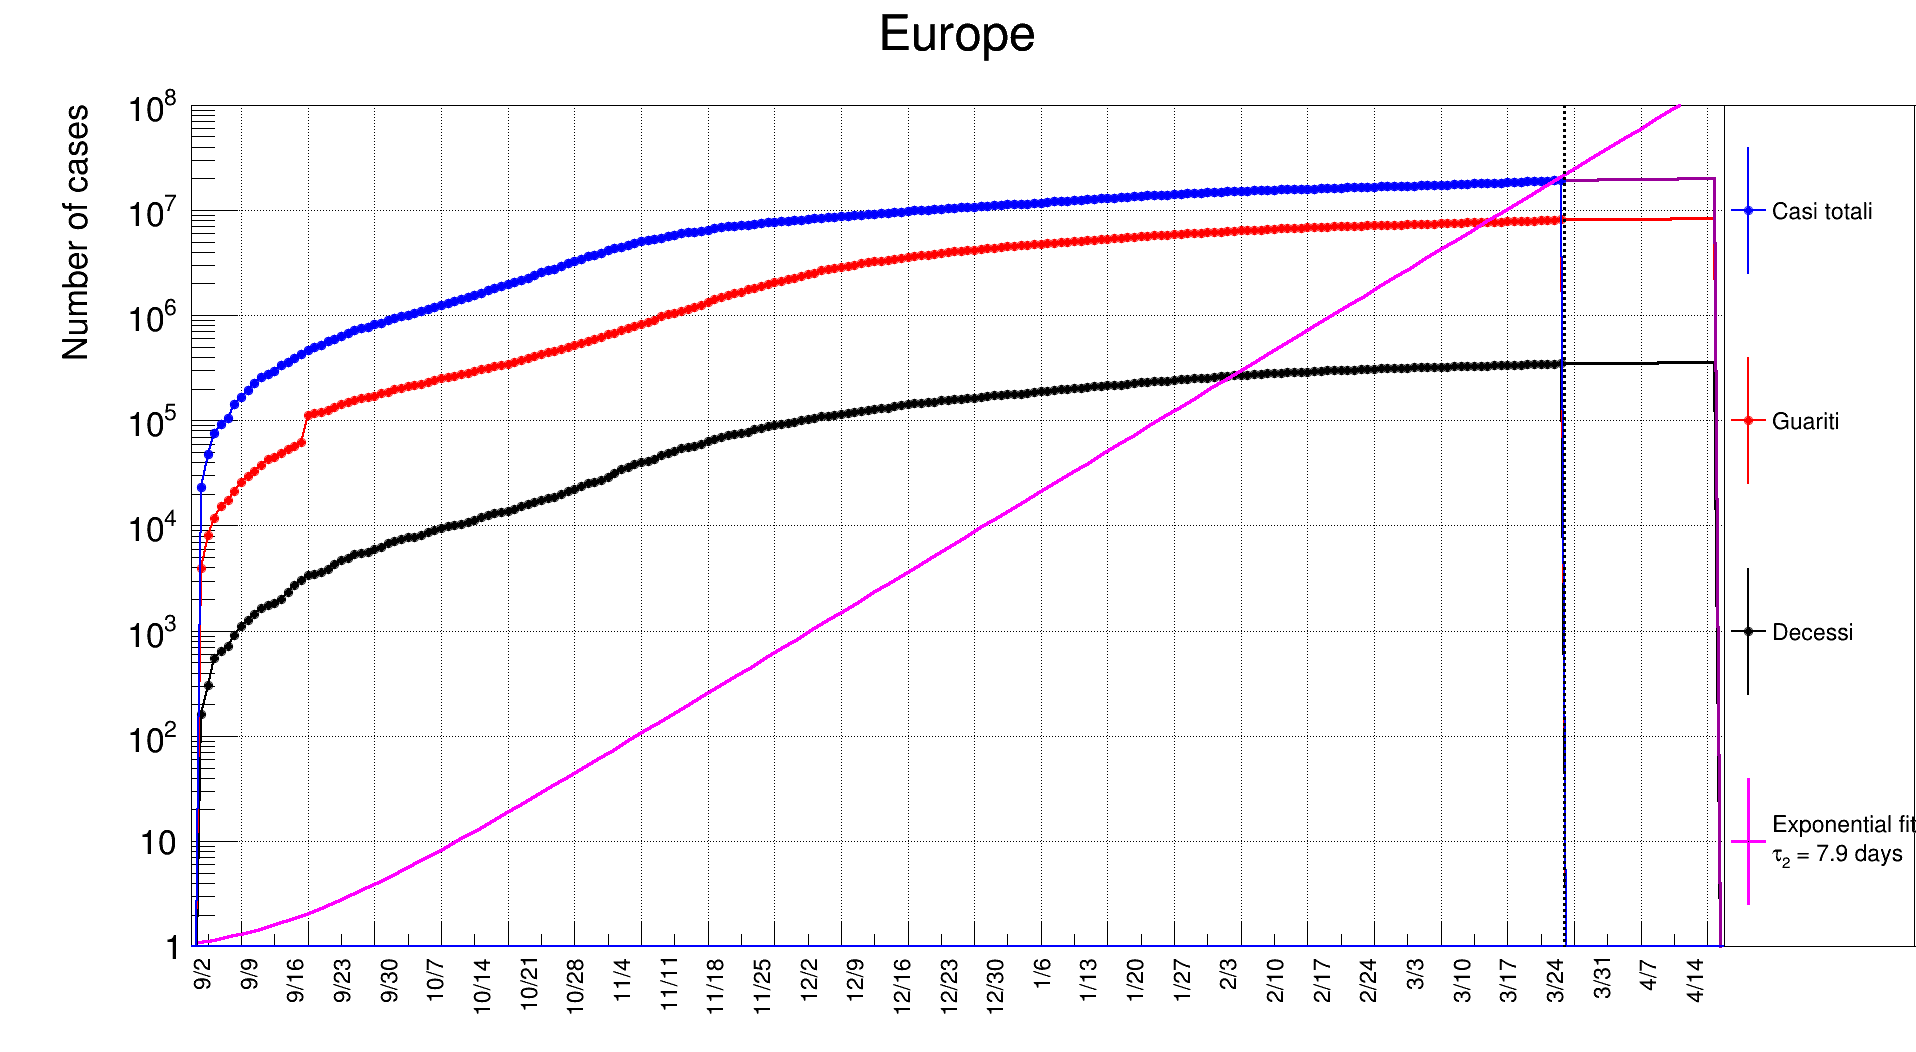 Europe
Number of cases
10^8
10^7
10^6
10^5
10^4
10^3
10^2
10
1
9/2 9/9 9/16 9/23 9/30 10/7 10/14 10/21 10/28 11/4 11/11 11/18 11/25 12/2 12/9 12/16 12/23 12/30 1/6 1/13 1/20 1/27 2/3 2/10 2/17 2/24 3/3 3/10 3/17 3/24 3/31 4/7 4/14
Casi totali
Guariti
Decessi
Exponential fit
τ₂ = 7.9 days